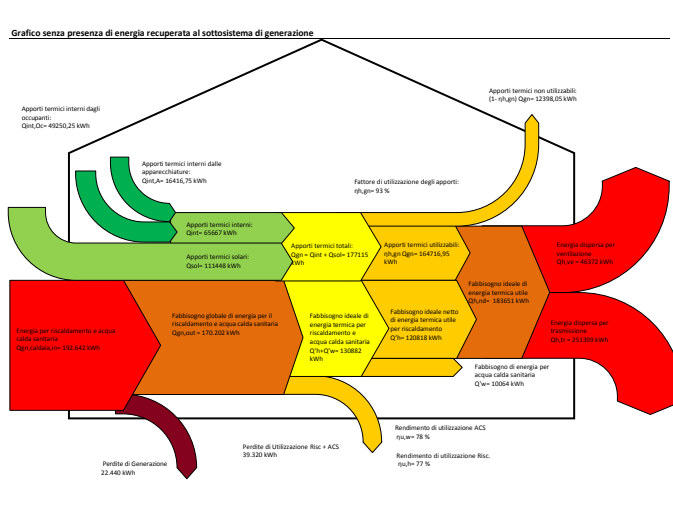 Grafico senza presenza di energia recuperata al sottosistema di generazione
Apporti termici non utilizzabili:
(1- ηh,gn) Qgn= 12398,05 kWh
Apporti termici interni dagli
occupanti:
Qint,Oc= 49250,25 kWh
Apporti termici interni dalle
apparecchiature:
Qint,A= 16416,75 kWh
Fattore di utilizzazione degli apporti:
ηh,gn= 93 %
Apporti termici interni:
Qint= 65667 kWh
Apporti termici solari:
Qsol= 111448 kWh
Apporti termici totali:
Qgn = Qint + Qsol= 177115
kWh
Apporti termici utilizzabili:
ηh,gn Qgn= 164716,95
kWh
Energia dispersa per
ventilazione
Fabbisogno ideale di
energia termica utile
Qh,nd= 183651 kWh
Energia per riscaldamento e acqua
calda sanitaria
Fabbisogno globale di energia per il
riscaldamento e acqua calda sanitaria
Qgn,out = 170.202 kWh
Fabbisogno ideale di
energia termica per
riscaldamento e
acqua calda sanitaria
Q'h+Q'w= 130882
kWh
Fabbisogno ideale netto
di energia termica utile
per riscaldamento
Q'h= 120818 kWh
Energia dispersa per
trasmissione
Fabbisogno di energia per
acqua calda sanitaria
Q'w= 10064 kWh
Rendimento di utilizzazione ACS
ηu,w= 78 %
Perdite di Utilizzazione Risc + ACS
39.320 kWh
Rendimento di utilizzazione Risc.
ηu,h= 77 %
Perdite di Generazione
22.440 kWh